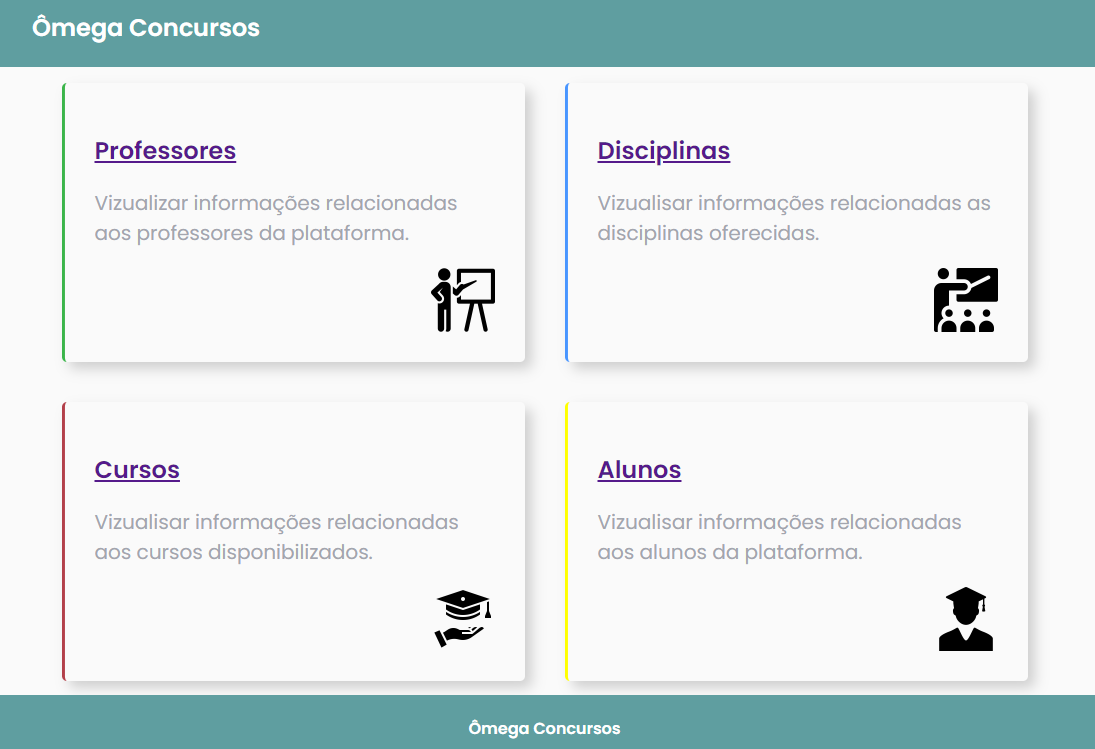 Ômega Concursos
Professores
Vizualizar informações relacionadas
aos professores da plataforma.
Disciplinas
Vizualisar informações relacionadas as
disciplinas oferecidas.
Cursos
Vizualisar informações relacionadas
aos cursos disponibilizados.
Alunos
Vizualisar informações relacionadas
aos alunos da plataforma.
Ômega Concursos